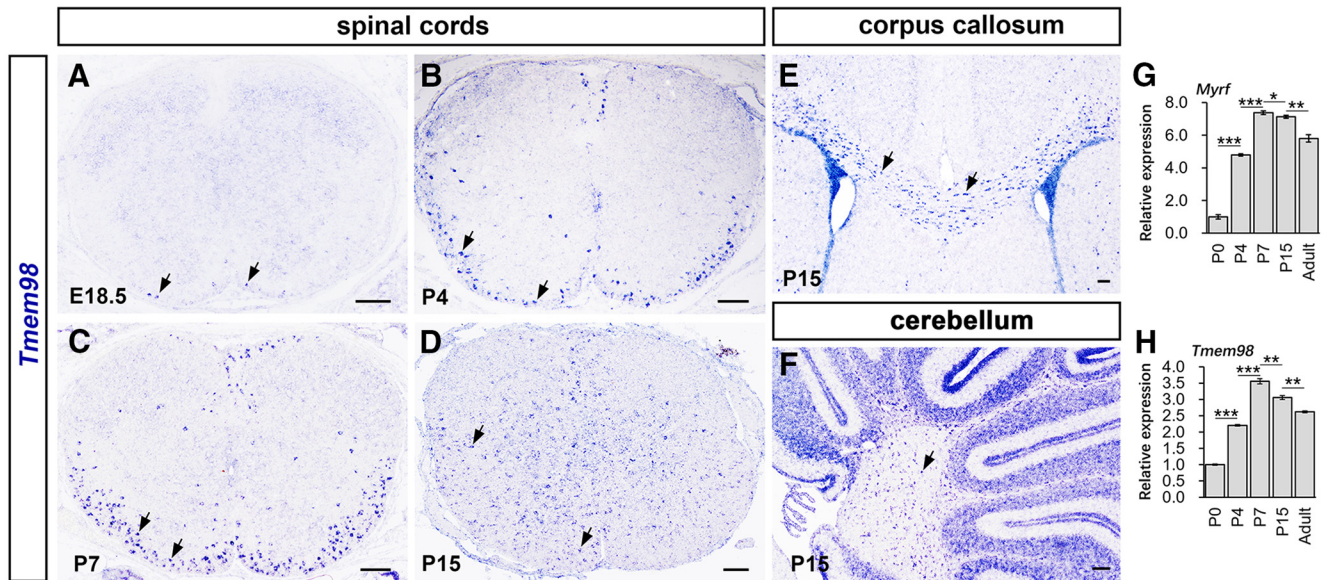 spinal cords
corpus callosum
Tmem98
A
E18.5
B
P4
C
P7
D
P15
E
P15
cerebellum
F
P15
G
Myrf
Relative expression
8.0
6.0
4.0
2.0
0.0
***
***
*
**
P0
P4
P7
P15
Adult
H
Tmem98
Relative expression
4.0
3.5
3.0
2.5
2.0
1.5
1.0
0.5
0.0
***
***
**
**
P0
P4
P7
P15
Adult